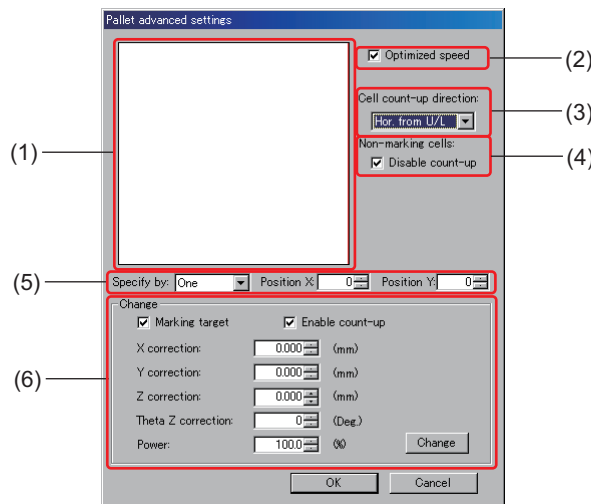 Pallet advanced settings
(1)
Optimized speed
(2)
Cell count-up direction:
Hor. from U/L
(3)
Non-marking cells:
Disable count-up
(4)
(5)
Specify by: One Position X: 0 Position Y: 0
(6)
Change
Marking target Enable count-up
X correction: 0.000 (mm)
Y correction: 0.000 (mm)
Z correction: 0.000 (mm)
Theta Z correction: 0 (Deg.)
Power: 100.0 (%) Change
OK Cancel